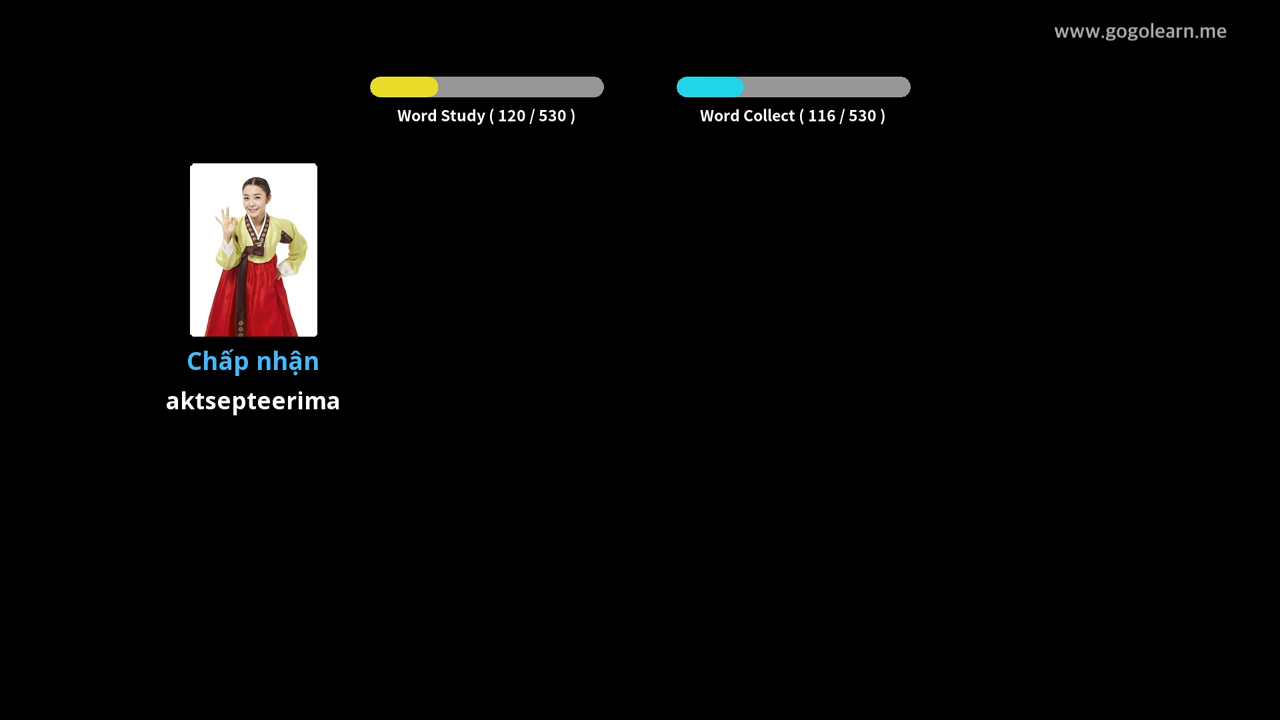 www.gogolearn.me
Word Study ( 120 / 530 )
Word Collect ( 116 / 530 )
Chấp nhận
aktsepteerima